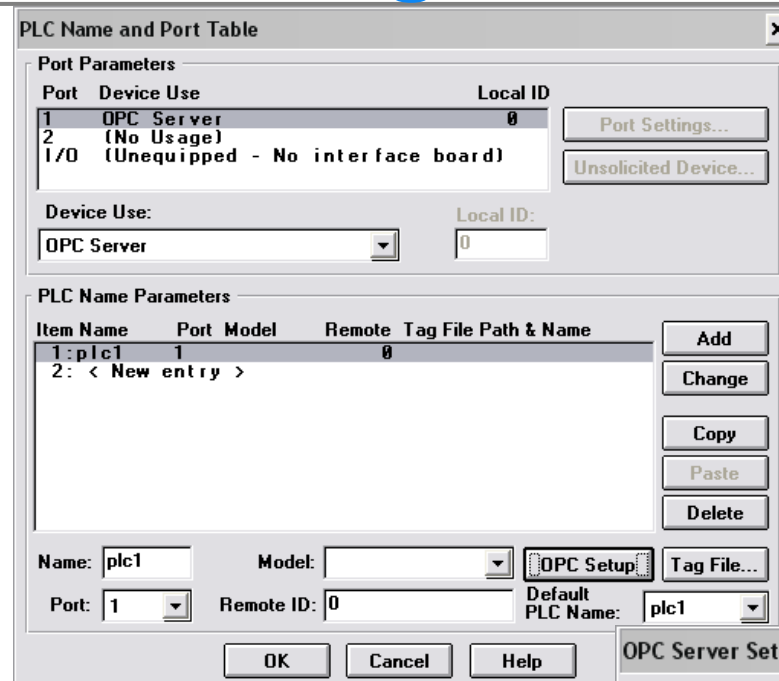 PLC Name and Port Table
Port Parameters
Port Device Use Local ID
1 OPC Server 0
2 (No Usage)
I/O (Unequipped - No interface board)
Port Settings...
Unsolicited Device...
Device Use:
Local ID:
OPC Server
0
PLC Name Parameters
Item Name Port Model Remote Tag File Path & Name
1:plc1 1 0
2: < New entry >
Add
Change
Copy
Paste
Delete
Name: plc1 Model: OPC Setup Tag File...
Port: 1 Remote ID: 0 Default PLC Name: plc1
OK Cancel Help
OPC Server Set